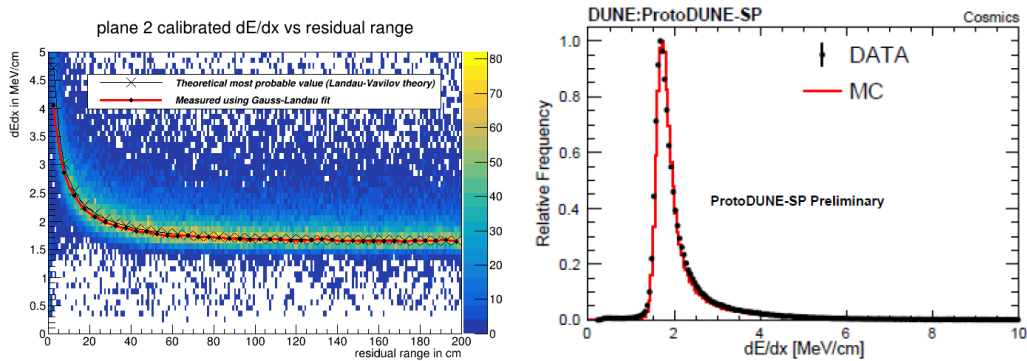 plane 2 calibrated dE/dx vs residual range
dEdx in MeV/cm
5
4.5
4
3.5
3
2.5
2
1.5
1
0.5
0
Theoretical most probable value (Landau-Vavilov theory)
Measured using Gauss-Landau fit
80
70
60
50
40
30
20
10
0
0 20 40 60 80 100 120 140 160 180 200
residual range in cm
DUNE:ProtoDUNE-SP Cosmics
Relative Frequency
1.0
0.8
0.6
0.4
0.2
0.0
DATA
MC
ProtoDUNE-SP Preliminary
0 2 4 6 8 10
dE/dx [MeV/cm]